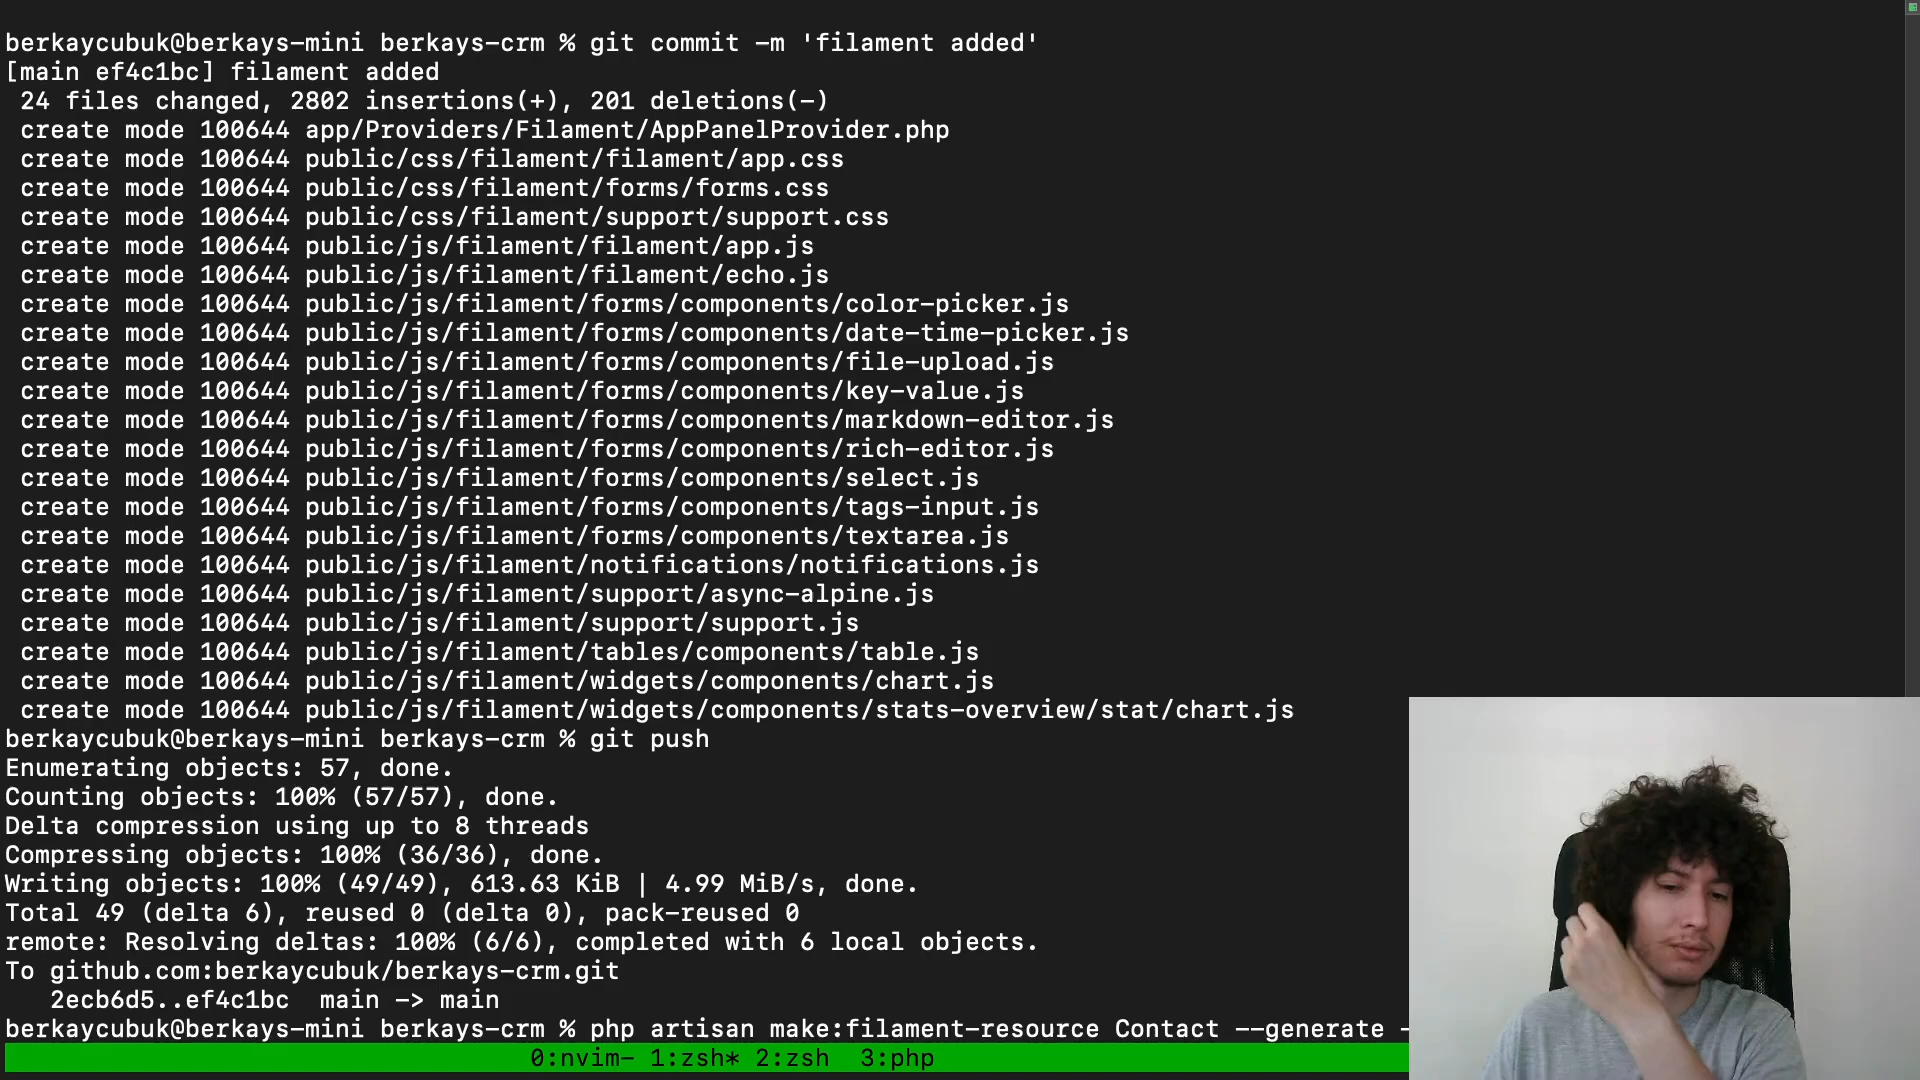 berkaycubuk@berkays-mini berkays-crm % git commit -m 'filament added'
[main ef4c1bc] filament added
 24 files changed, 2802 insertions(+), 201 deletions(-)
 create mode 100644 app/Providers/Filament/AppPanelProvider.php
 create mode 100644 public/css/filament/filament/app.css
 create mode 100644 public/css/filament/forms/forms.css
 create mode 100644 public/css/filament/support/support.css
 create mode 100644 public/js/filament/filament/app.js
 create mode 100644 public/js/filament/filament/echo.js
 create mode 100644 public/js/filament/forms/components/color-picker.js
 create mode 100644 public/js/filament/forms/components/date-time-picker.js
 create mode 100644 public/js/filament/forms/components/file-upload.js
 create mode 100644 public/js/filament/forms/components/key-value.js
 create mode 100644 public/js/filament/forms/components/markdown-editor.js
 create mode 100644 public/js/filament/forms/components/rich-editor.js
 create mode 100644 public/js/filament/forms/components/select.js
 create mode 100644 public/js/filament/forms/components/tags-input.js
 create mode 100644 public/js/filament/forms/components/textarea.js
 create mode 100644 public/js/filament/notifications/notifications.js
 create mode 100644 public/js/filament/support/async-alpine.js
 create mode 100644 public/js/filament/support/support.js
 create mode 100644 public/js/filament/tables/components/table.js
 create mode 100644 public/js/filament/widgets/components/chart.js
 create mode 100644 public/js/filament/widgets/components/stats-overview/stat/chart.js
berkaycubuk@berkays-mini berkays-crm % git push
Enumerating objects: 57, done.
Counting objects: 100% (57/57), done.
Delta compression using up to 8 threads
Compressing objects: 100% (36/36), done.
Writing objects: 100% (49/49), 613.63 KiB | 4.99 MiB/s, done.
Total 49 (delta 6), reused 0 (delta 0), pack-reused 0
remote: Resolving deltas: 100% (6/6), completed with 6 local objects.
To github.com:berkaycubuk/berkays-crm.git
   2ecb6d5..ef4c1bc  main -> main
berkaycubuk@berkays-mini berkays-crm % php artisan make:filament-resource Contact --generate -
0:nvim- 1:zsh* 2:zsh  3:php